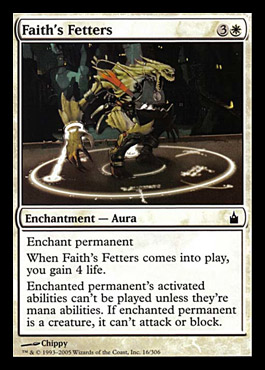 Faith's Fetters 3
Enchantment — Aura
Enchant permanent
When Faith's Fetters comes into play,
you gain 4 life.
Enchanted permanent's activated
abilities can't be played unless they're
mana abilities. If enchanted permanent
is a creature, it can't attack or block.
Chippy
™ & © 1993–2005 Wizards of the Coast, Inc. 16/306